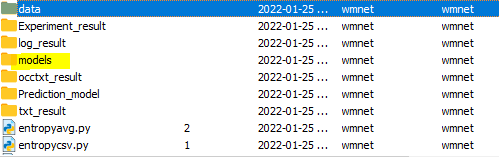 data 2022-01-25 ... wmnet wmnet
Experiment_result 2022-01-25 ... wmnet wmnet
log_result 2022-01-25 ... wmnet wmnet
models 2022-01-25 ... wmnet wmnet
occtxt_result 2022-01-25 ... wmnet wmnet
Prediction_model 2022-01-25 ... wmnet wmnet
txt_result 2022-01-25 ... wmnet wmnet
entropyavg.py 2 2022-01-25 ... wmnet wmnet
entropycsv.py 1 2022-01-25 ... wmnet wmnet